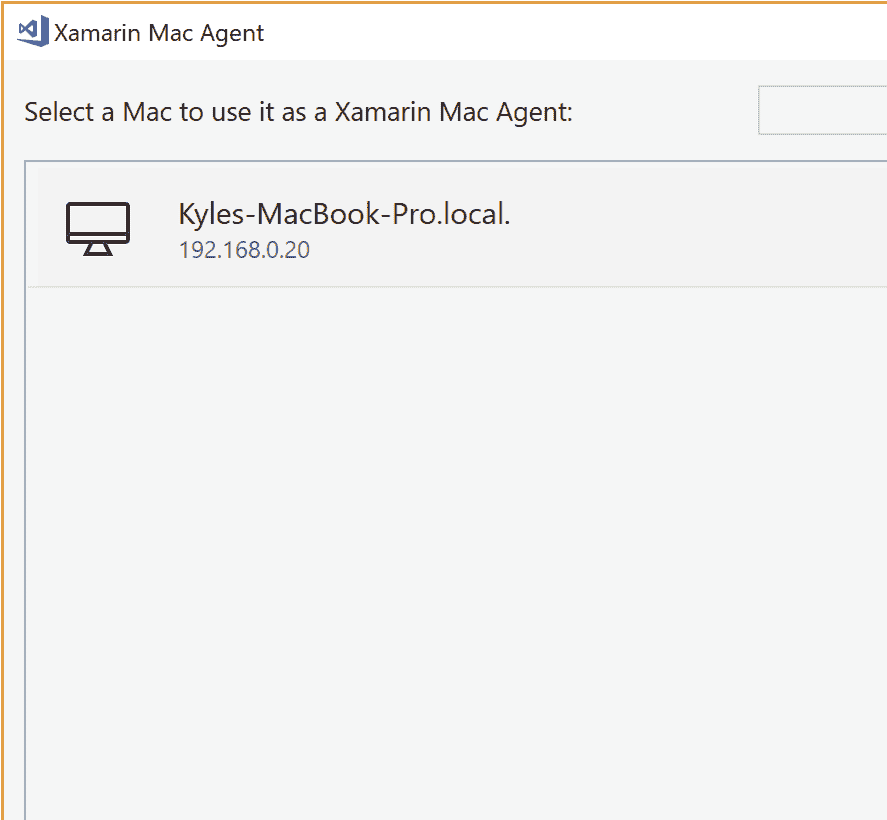 Xamarin Mac Agent
Select a Mac to use it as a Xamarin Mac Agent:
Kyles-MacBook-Pro.local.
192.168.0.20